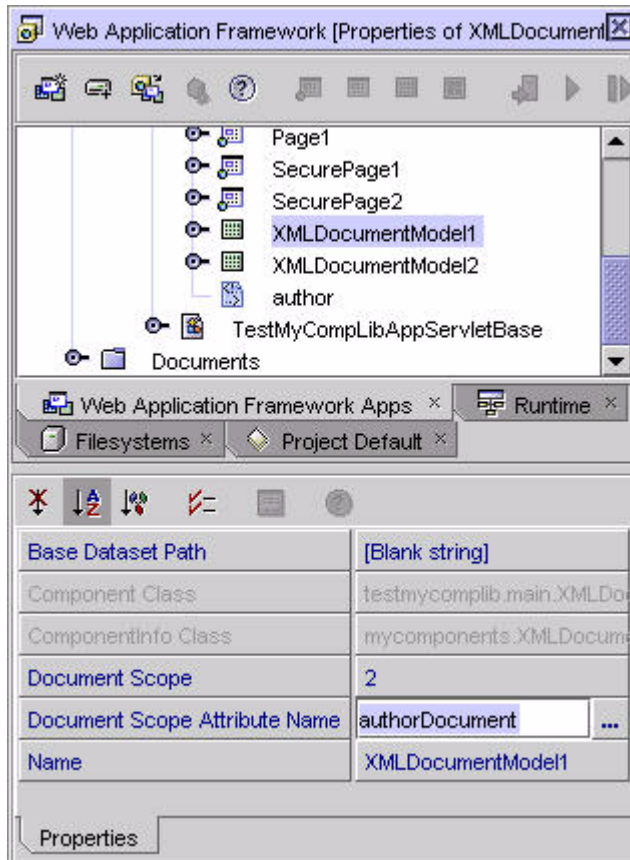 Web Application Framework [Properties of XMLDocument
Page1
SecurePage1
SecurePage2
XMLDocumentModel1
XMLDocumentModel2
author
TestMyCompLibAppServletBase
Documents
Web Application Framework Apps × Runtime ×
Filesystems × Project Default ×
Base Dataset Path [Blank string]
Component Class testmycomplib.main.XMLDo
ComponentInfo Class mycomponents.XMLDocume
Document Scope 2
Document Scope Attribute Name authorDocument ...
Name XMLDocumentModel1
Properties